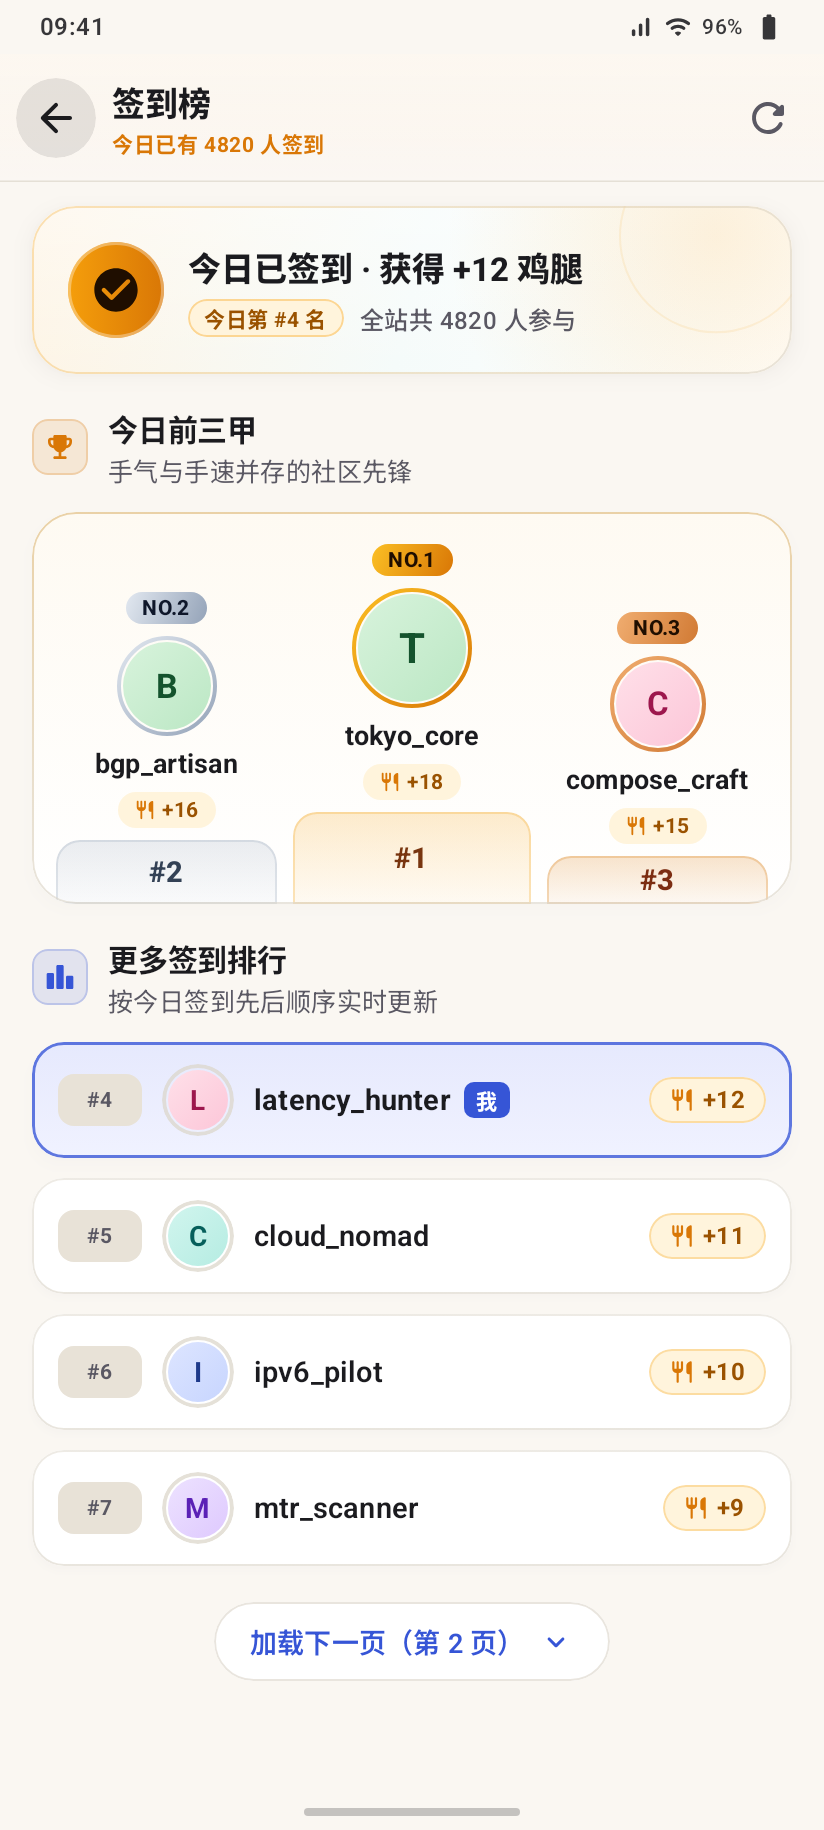 09:41
96%
签到榜
今日已有 4820 人签到
今日已签到 · 获得 +12 鸡腿
今日第 #4 名
全站共 4820 人参与
今日前三甲
手气与手速并存的社区先锋
NO.1
T
tokyo_core
+18
#1
NO.2
B
bgp_artisan
+16
#2
NO.3
C
compose_craft
+15
#3
更多签到排行
按今日签到先后顺序实时更新
#4 L latency_hunter 我 +12
#5 C cloud_nomad +11
#6 I ipv6_pilot +10
#7 M mtr_scanner +9
加载下一页（第 2 页）